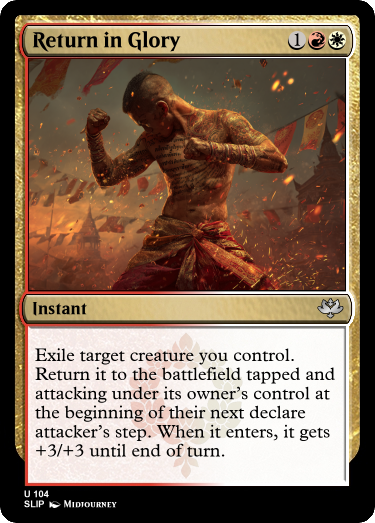 Return in Glory 1
Instant
Exile target creature you control.
Return it to the battlefield tapped and
attacking under its owner's control at
the beginning of their next declare
attacker's step. When it enters, it gets
+3/+3 until end of turn.
U 104
SLIP Midjourney